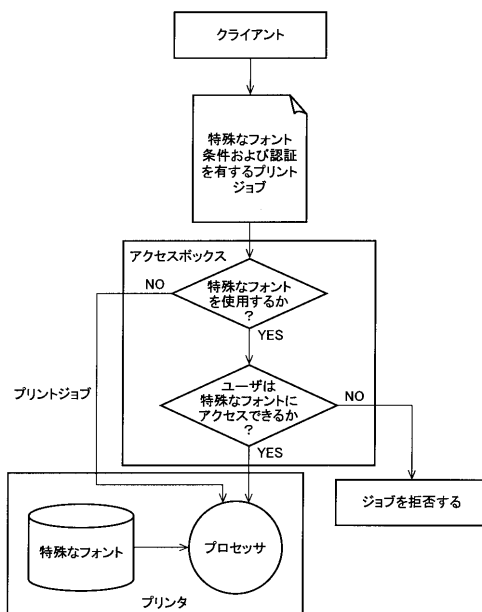 クライアント
特殊なフォント
条件および認証
を有するプリント
ジョブ
アクセスボックス
NO
特殊なフォント
を使用するか
?
YES
プリントジョブ
ユーザは
特殊なフォントに
アクセスできるか
?
NO
YES
ジョブを拒否する
特殊なフォント
プロセッサ
プリンタ